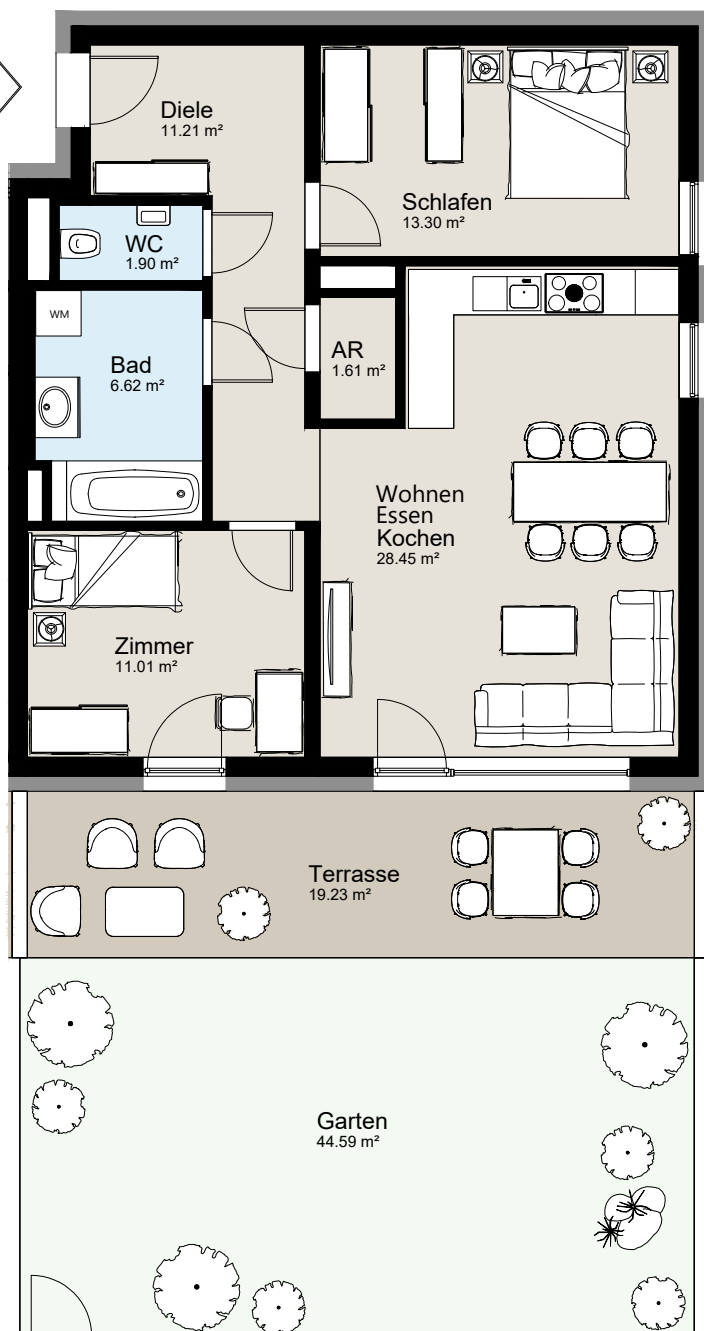 Diele
11.21 m²
Schlafen
13.30 m²
WC
1.90 m²
WM
Bad
6.62 m²
AR
1.61 m²
Wohnen
Essen
Kochen
28.45 m²
Zimmer
11.01 m²
Terrasse
19.23 m²
Garten
44.59 m²